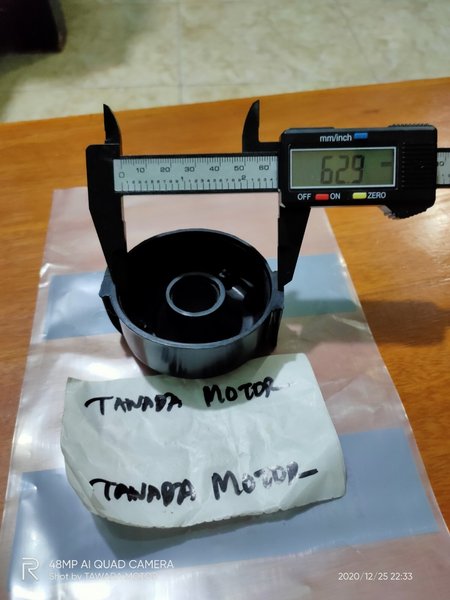 mm/inch
62.9
OFF ON ZERO
0 10 20 30 40 50 60
TANADA MOTOR
TANADA MOTOR
48MP AI QUAD CAMERA
Shot by TAWADA MOTOR
2020/12/25 22:33